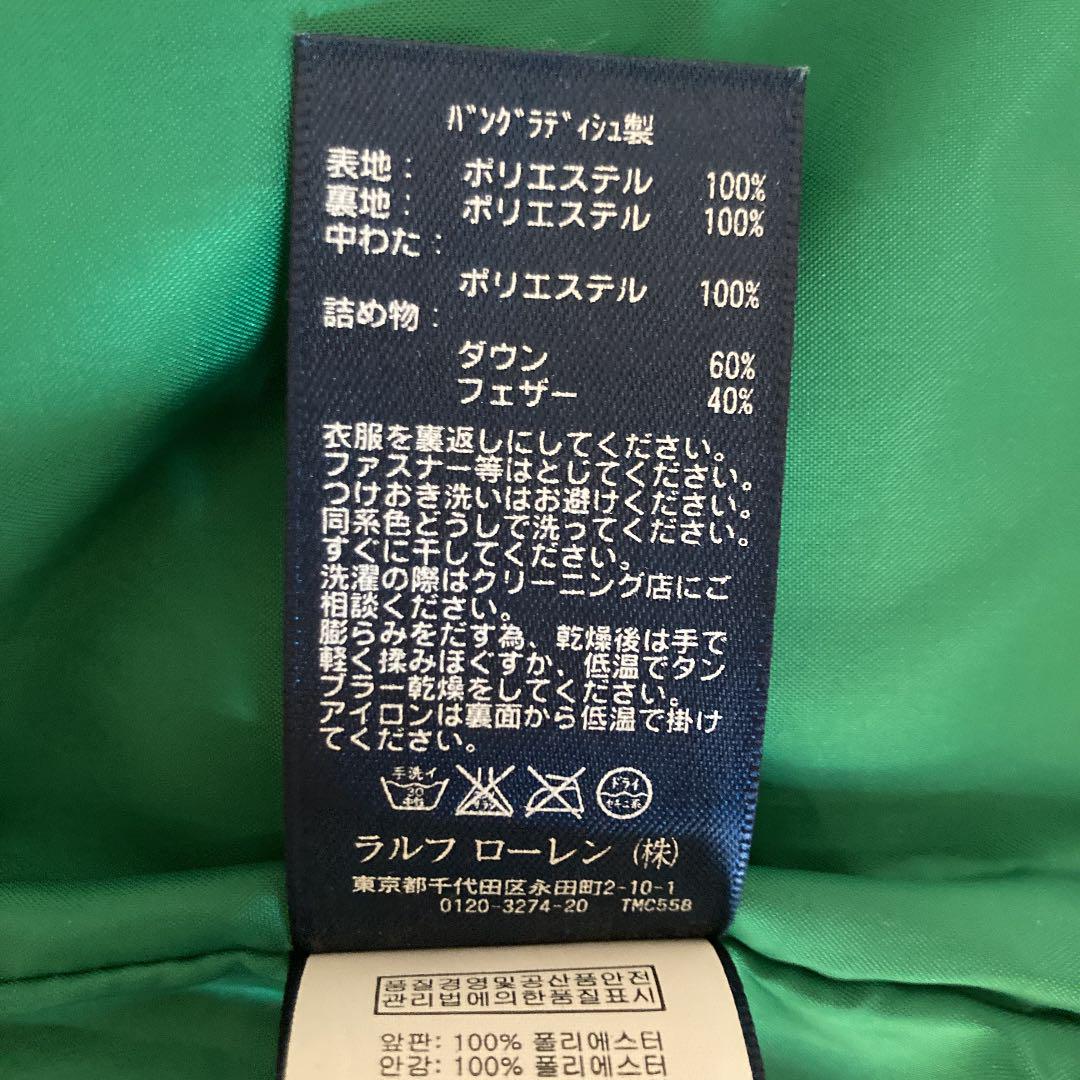 バングラディシュ製
表地: ポリエステル 100%
裏地: ポリエステル 100%
中わた:
ポリエステル 100%
詰め物:
ダウン 60%
フェザー 40%
衣服を裏返しにしてください。
ファスナー等はとじてください。
つけおき洗いはお避けください。
同系色どうしで洗ってください。
すぐに干してください。
洗濯の際はクリーニング店にご
相談ください。
膨らみをだす為、乾燥後は手で
軽く揉みほぐすか、低温でタン
ブラー乾燥をしてください。
アイロンは裏面から低温で掛け
てください。
手洗イ
30
中性
エンソサラシ
ドライ
セキユ系
ラルフ ローレン (株)
東京都千代田区永田町2-10-1
0120-3274-20 TMC558
품질경영및공산품안전
관리법에의한품질표시
앞판: 100% 폴리에스터
안감: 100% 폴리에스터